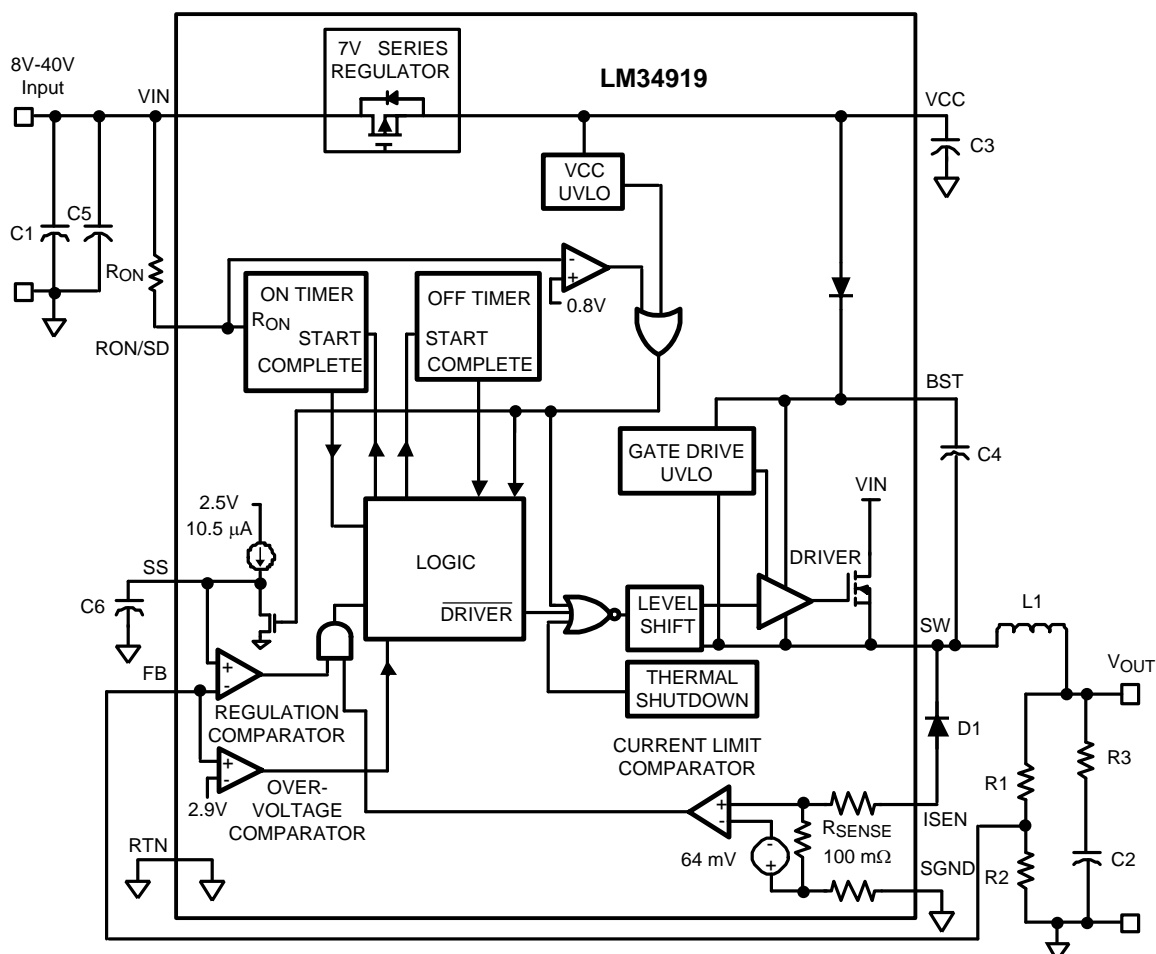 7V SERIES
REGULATOR
LM34919
8V-40V
Input
VIN
VCC
C3
VCC
UVLO
C1
C5
RON
0.8V
ON TIMER
RON
START
COMPLETE
OFF TIMER
START
COMPLETE
RON/SD
BST
GATE DRIVE
UVLO
C4
VIN
2.5V
10.5 µA
SS
C6
LOGIC
DRIVER
DRIVER
LEVEL
SHIFT
SW
L1
FB
THERMAL
SHUTDOWN
VOUT
REGULATION
COMPARATOR
D1
CURRENT LIMIT
COMPARATOR
R3
2.9V
OVER-
VOLTAGE
COMPARATOR
R1
RSENSE
100 mΩ
ISEN
RTN
64 mV
SGND
R2
C2